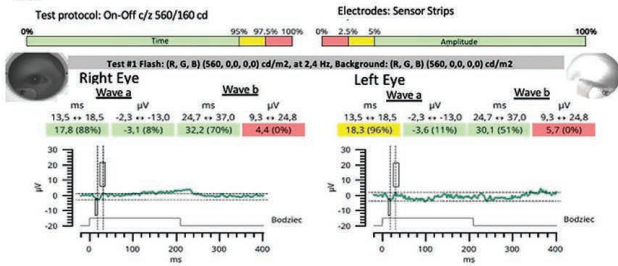 Test protocol: On-Off c/z 560/160 cd
Electrodes: Sensor Strips
0% 95% 97.5% 100%
Time
0% 2.5% 5% 100%
Amplitude
Test #1 Flash: (R, G, B) (560, 0,0, 0,0) cd/m2, at 2,4 Hz, Background: (R, G, B) (560, 0,0, 0,0) cd/m2
Right Eye
Wave a Wave b
ms µV ms µV
13,5 ↔ 18,5 -2,3 ↔ -13,0 24,7 ↔ 37,0 9,3 ↔ 24,8
17,8 (88%) -3,1 (8%) 32,2 (70%) 4,4 (0%)
µV
30
20
10
0
-10
-20
Bodziec
0 100 200 300 400
ms
Left Eye
Wave a Wave b
ms µV ms µV
13,5 ↔ 18,5 -2,3 ↔ -13,0 24,7 ↔ 37,0 9,3 ↔ 24,8
18,3 (96%) -3,6 (11%) 30,1 (51%) 5,7 (0%)
µV
30
20
10
0
-10
-20
Bodziec
0 100 200 300 400
ms